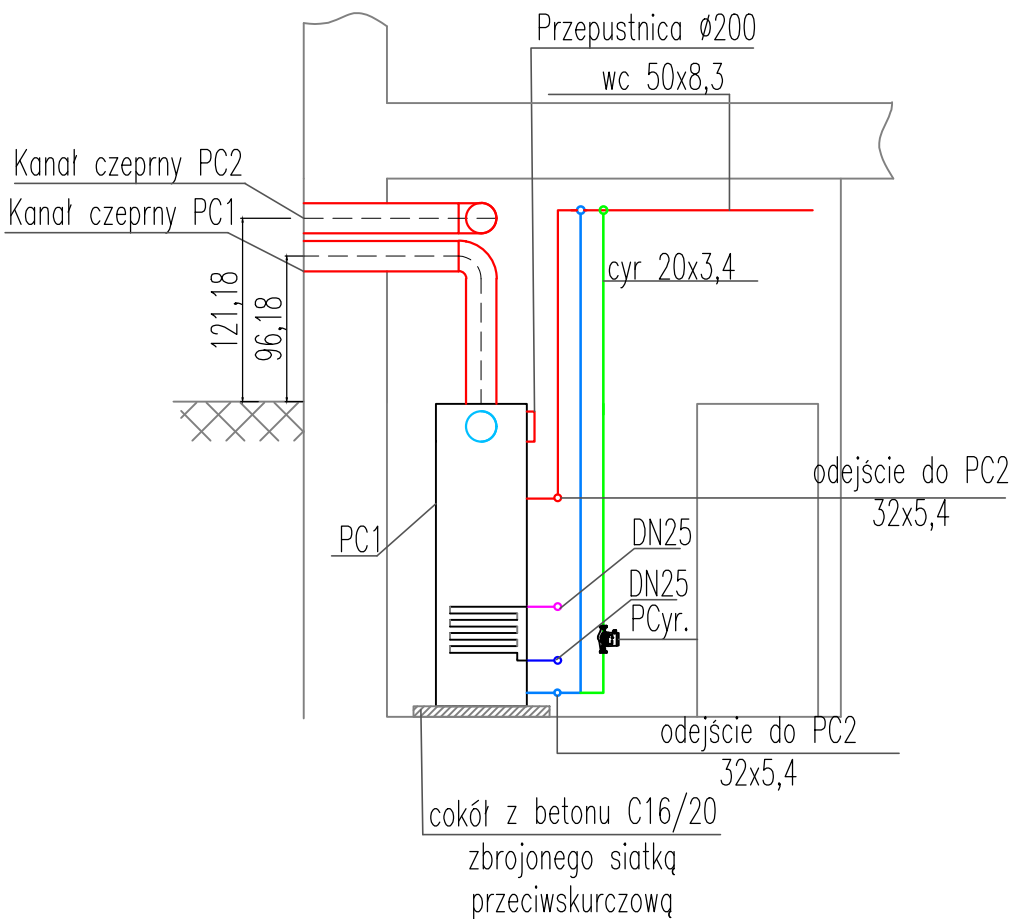 Przepustnica ø200
wc 50x8,3
Kanał czeprny PC2
Kanał czeprny PC1
cyr 20x3,4
121,18
96,18
odejście do PC2
32x5,4
PC1
DN25
DN25
PCyr.
odejście do PC2
32x5,4
cokół z betonu C16/20
zbrojonego siatką
przeciwskurczową